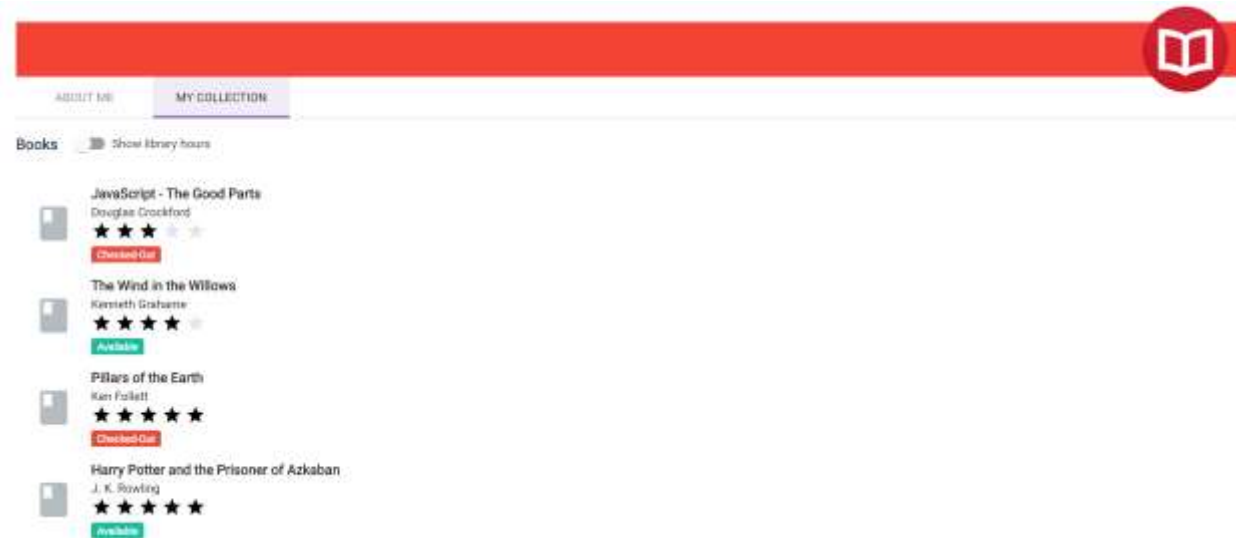 ABOUT ME
MY COLLECTION
Books
Show library hours
JavaScript - The Good Parts
Douglas Crockford
Checked-Out
The Wind in the Willows
Kenneth Grahame
Available
Pillars of the Earth
Ken Follett
Checked-Out
Harry Potter and the Prisoner of Azkaban
J. K. Rowling
Available